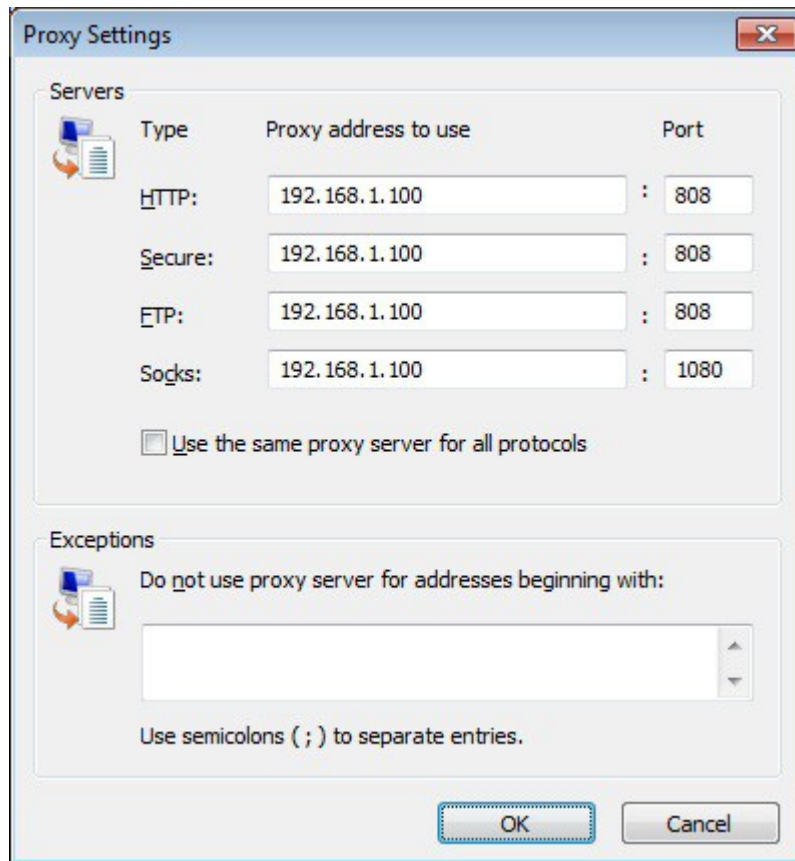 Proxy Settings
Servers
Type Proxy address to use Port
HTTP: 192.168.1.100 : 808
Secure: 192.168.1.100 : 808
FTP: 192.168.1.100 : 808
Socks: 192.168.1.100 : 1080
Use the same proxy server for all protocols
Exceptions
Do not use proxy server for addresses beginning with:
Use semicolons ( ; ) to separate entries.
OK Cancel